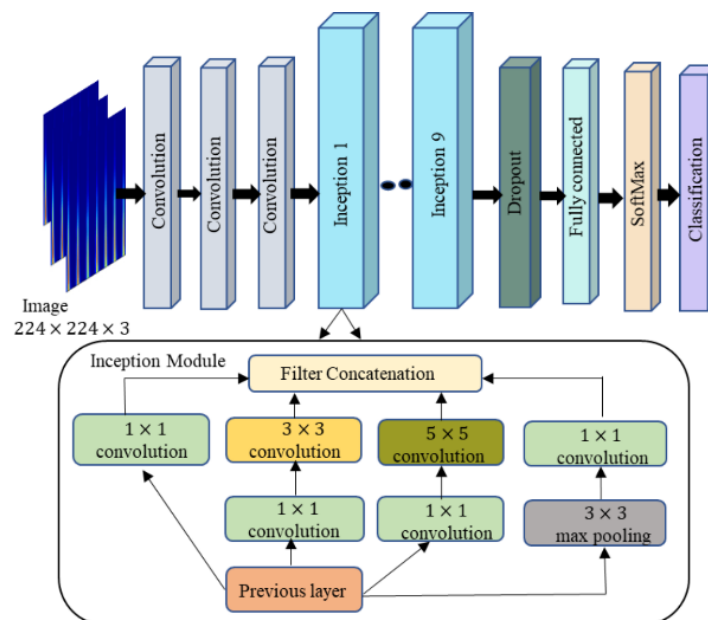 Image
224 × 224 × 3
Convolution
Convolution
Convolution
Inception 1
Inception 9
Dropout
Fully connected
SoftMax
Classification
Inception Module
Filter Concatenation
1 × 1
convolution
3 × 3
convolution
5 × 5
convolution
1 × 1
convolution
1 × 1
convolution
1 × 1
convolution
3 × 3
max pooling
Previous layer